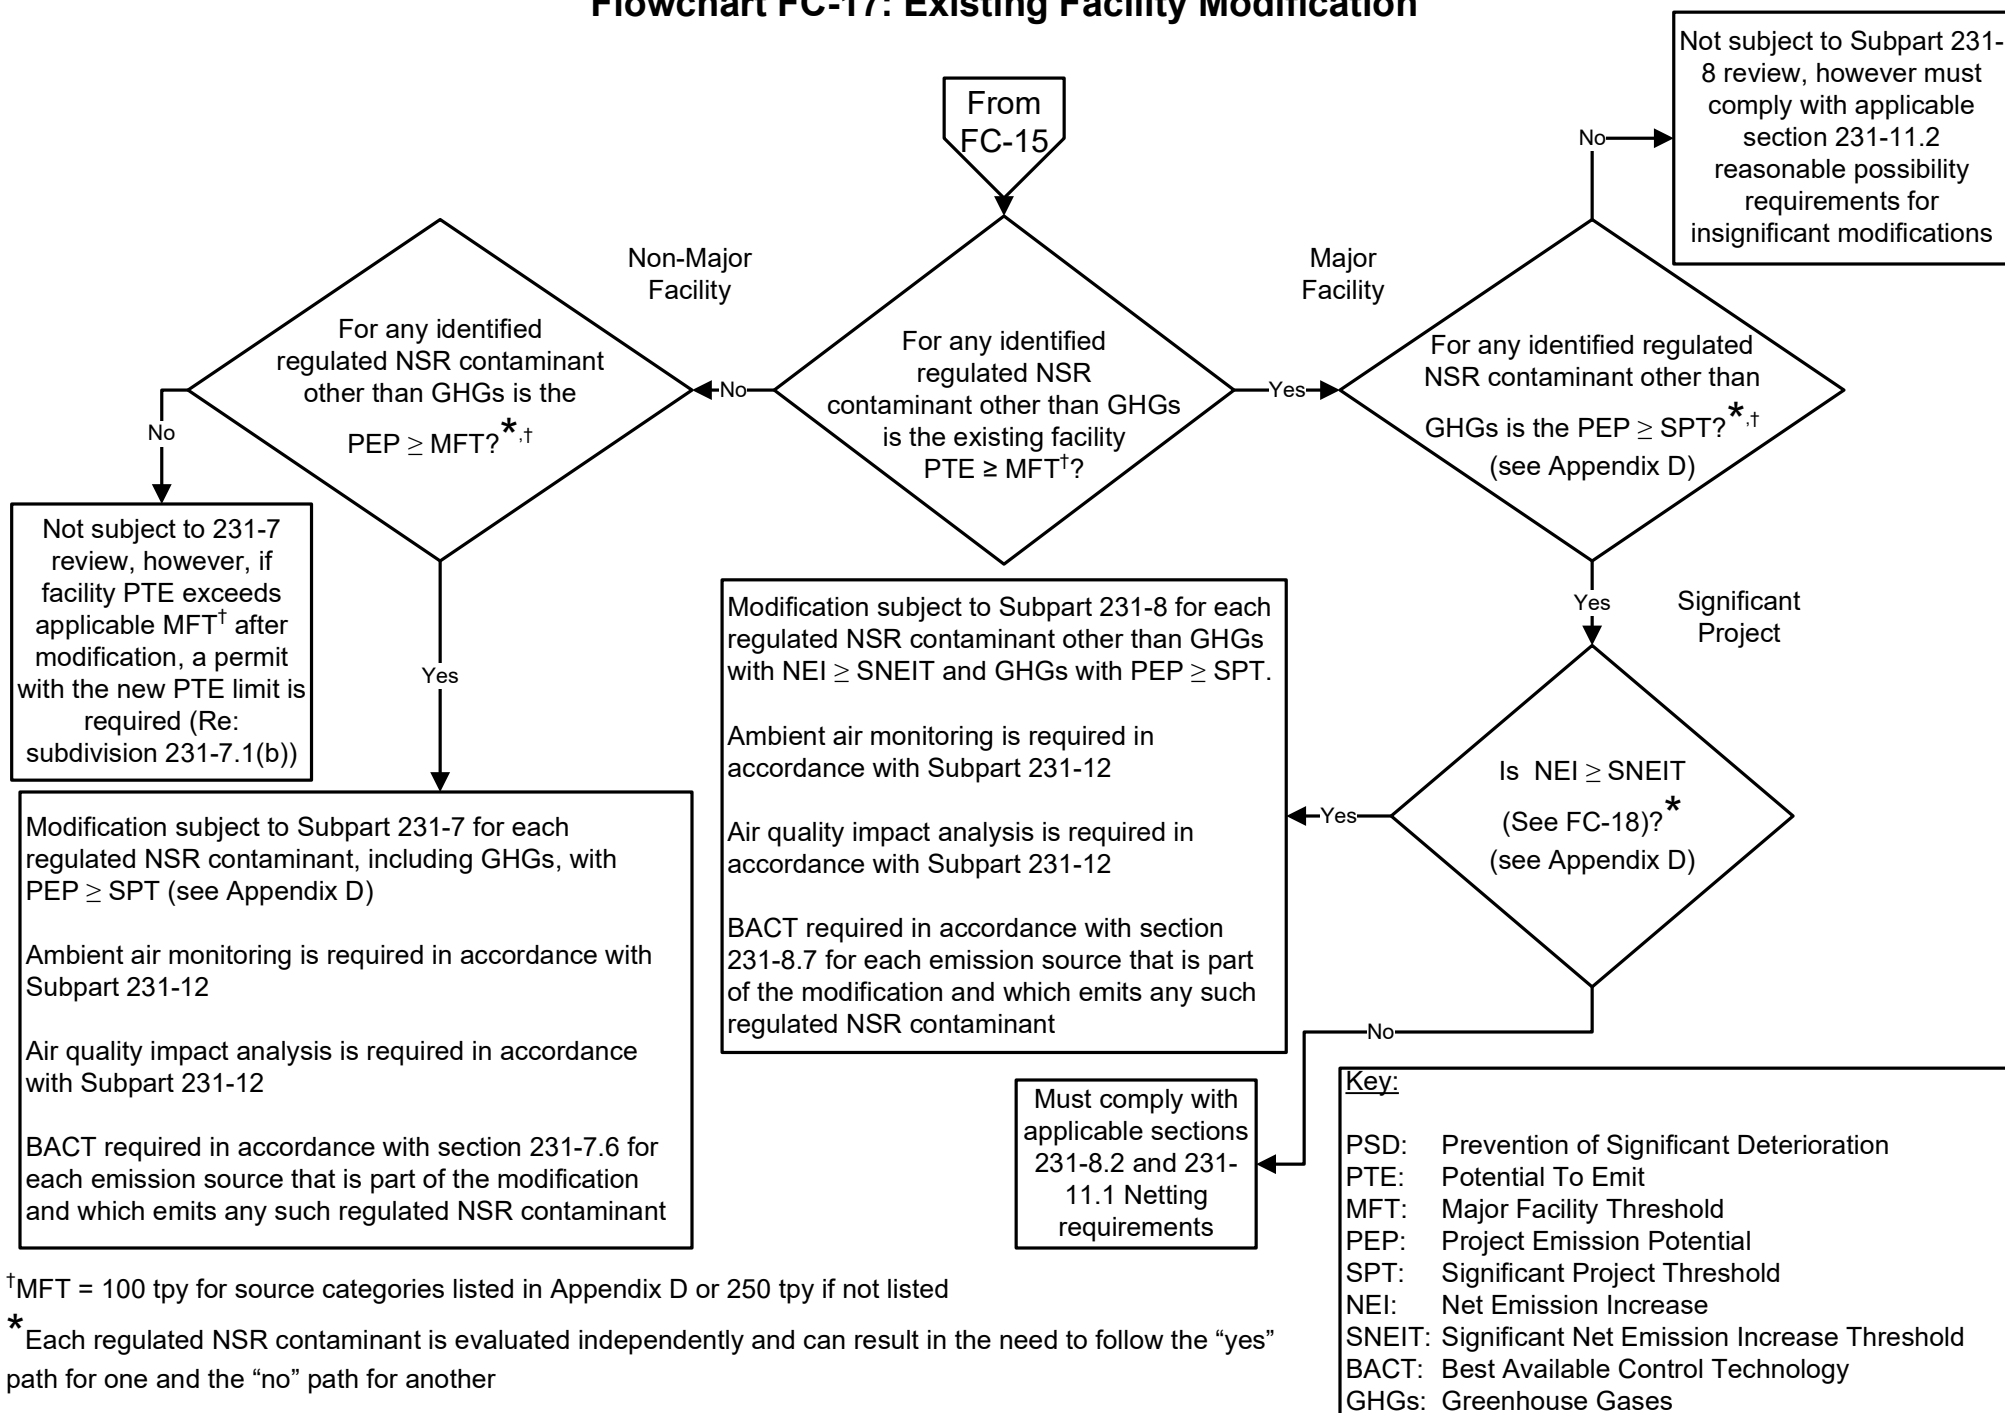 Flowchart FC-17: Existing Facility Modification
From
FC-15
Not subject to Subpart 231-
8 review, however must
comply with applicable
section 231-11.2
reasonable possibility
requirements for
insignificant modifications
No
Non-Major
Facility
Major
Facility
For any identified
regulated NSR contaminant
other than GHGs is the
PEP ≥ MFT?*,†
No
For any identified
regulated NSR
contaminant other than GHGs
is the existing facility
PTE ≥ MFT†?
Yes
For any identified regulated
NSR contaminant other than
GHGs is the PEP ≥ SPT?*,†
(see Appendix D)
No
Not subject to 231-7
review, however, if
facility PTE exceeds
applicable MFT† after
modification, a permit
with the new PTE limit is
required (Re:
subdivision 231-7.1(b))
Yes
Yes
Significant
Project
Modification subject to Subpart 231-8 for each
regulated NSR contaminant other than GHGs
with NEI ≥ SNEIT and GHGs with PEP ≥ SPT.
Ambient air monitoring is required in
accordance with Subpart 231-12
Air quality impact analysis is required in
accordance with Subpart 231-12
BACT required in accordance with section
231-8.7 for each emission source that is part
of the modification and which emits any such
regulated NSR contaminant
Yes
Is NEI ≥ SNEIT
(See FC-18)?*
(see Appendix D)
No
Modification subject to Subpart 231-7 for each
regulated NSR contaminant, including GHGs, with
PEP ≥ SPT (see Appendix D)
Ambient air monitoring is required in accordance with
Subpart 231-12
Air quality impact analysis is required in accordance
with Subpart 231-12
BACT required in accordance with section 231-7.6 for
each emission source that is part of the modification
and which emits any such regulated NSR contaminant
Must comply with
applicable sections
231-8.2 and 231-
11.1 Netting
requirements
Key:
PSD: Prevention of Significant Deterioration
PTE: Potential To Emit
MFT: Major Facility Threshold
PEP: Project Emission Potential
SPT: Significant Project Threshold
NEI: Net Emission Increase
SNEIT: Significant Net Emission Increase Threshold
BACT: Best Available Control Technology
GHGs: Greenhouse Gases
†MFT = 100 tpy for source categories listed in Appendix D or 250 tpy if not listed
*Each regulated NSR contaminant is evaluated independently and can result in the need to follow the “yes”
path for one and the “no” path for another